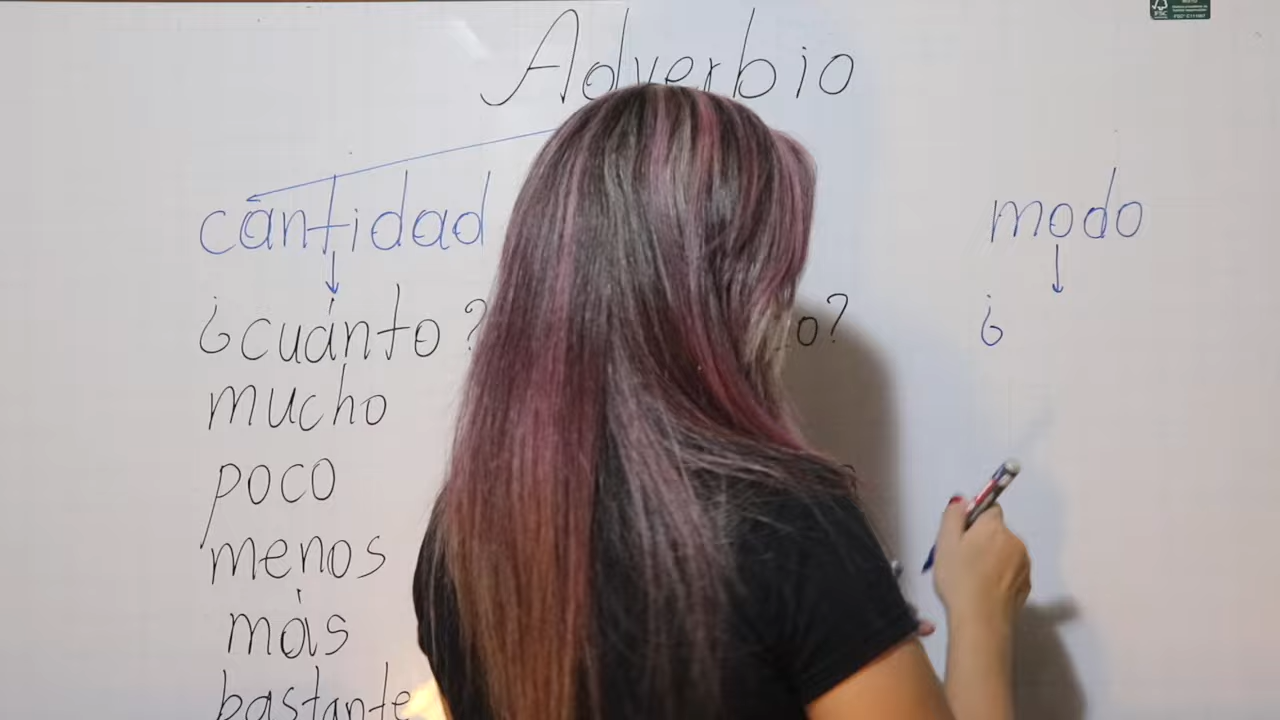 Adverbio
cantidad modo
¿cuánto? ¿
mucho
poco
menos
más
bastante